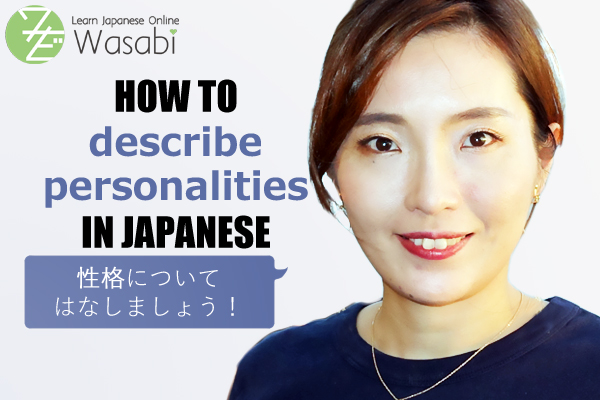 Learn Japanese Online
Wasabi
HOW TO
describe
personalities
IN JAPANESE
性格について
はなしましょう！